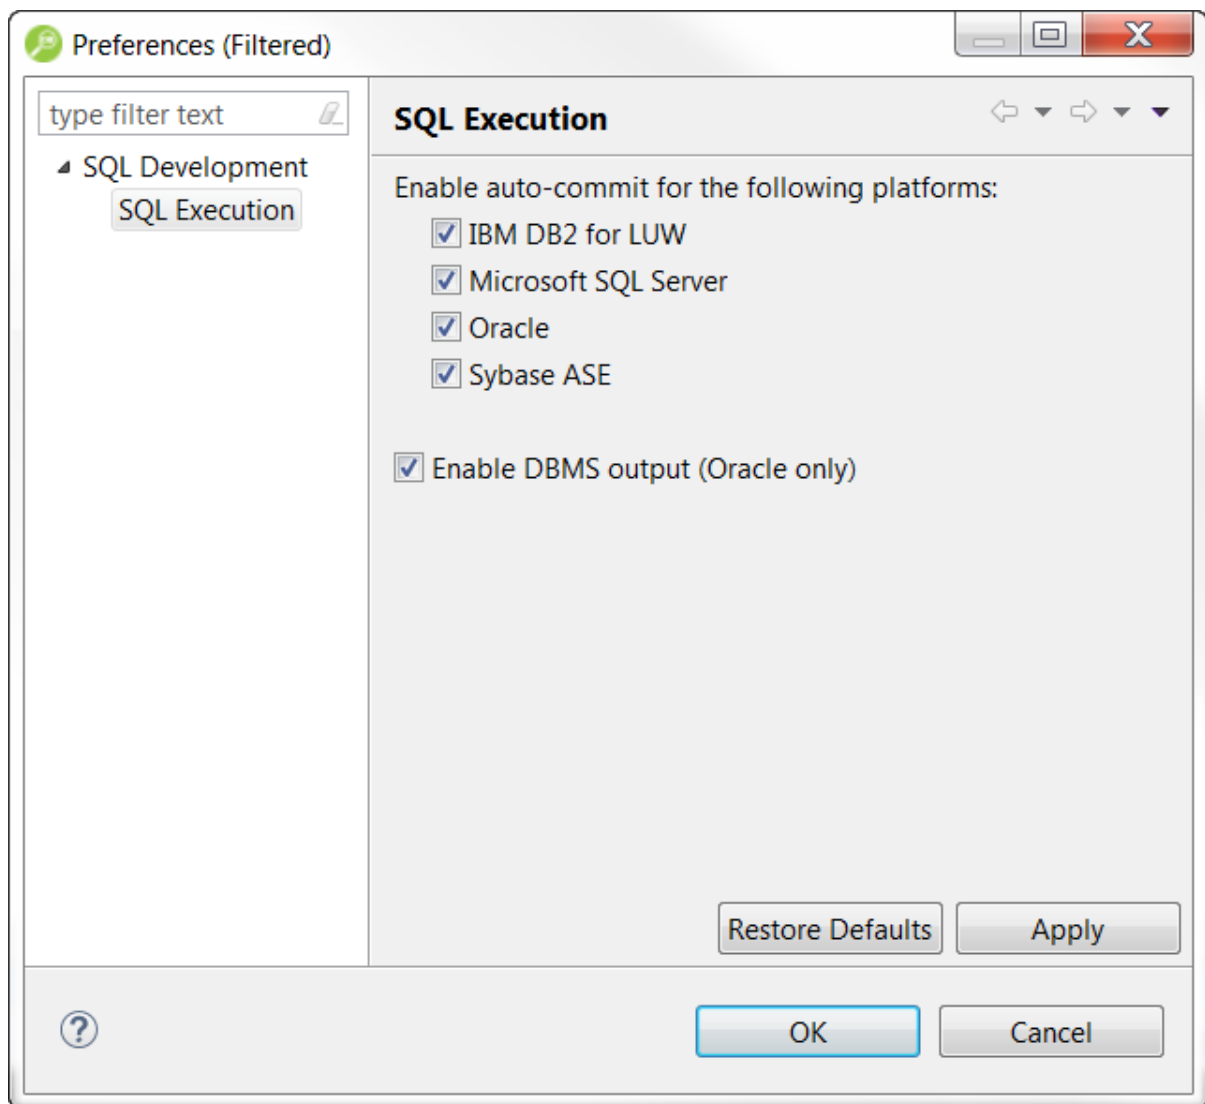 Preferences (Filtered)
type filter text
SQL Development
SQL Execution
SQL Execution
Enable auto-commit for the following platforms:
IBM DB2 for LUW
Microsoft SQL Server
Oracle
Sybase ASE
Enable DBMS output (Oracle only)
Restore Defaults
Apply
?
OK
Cancel